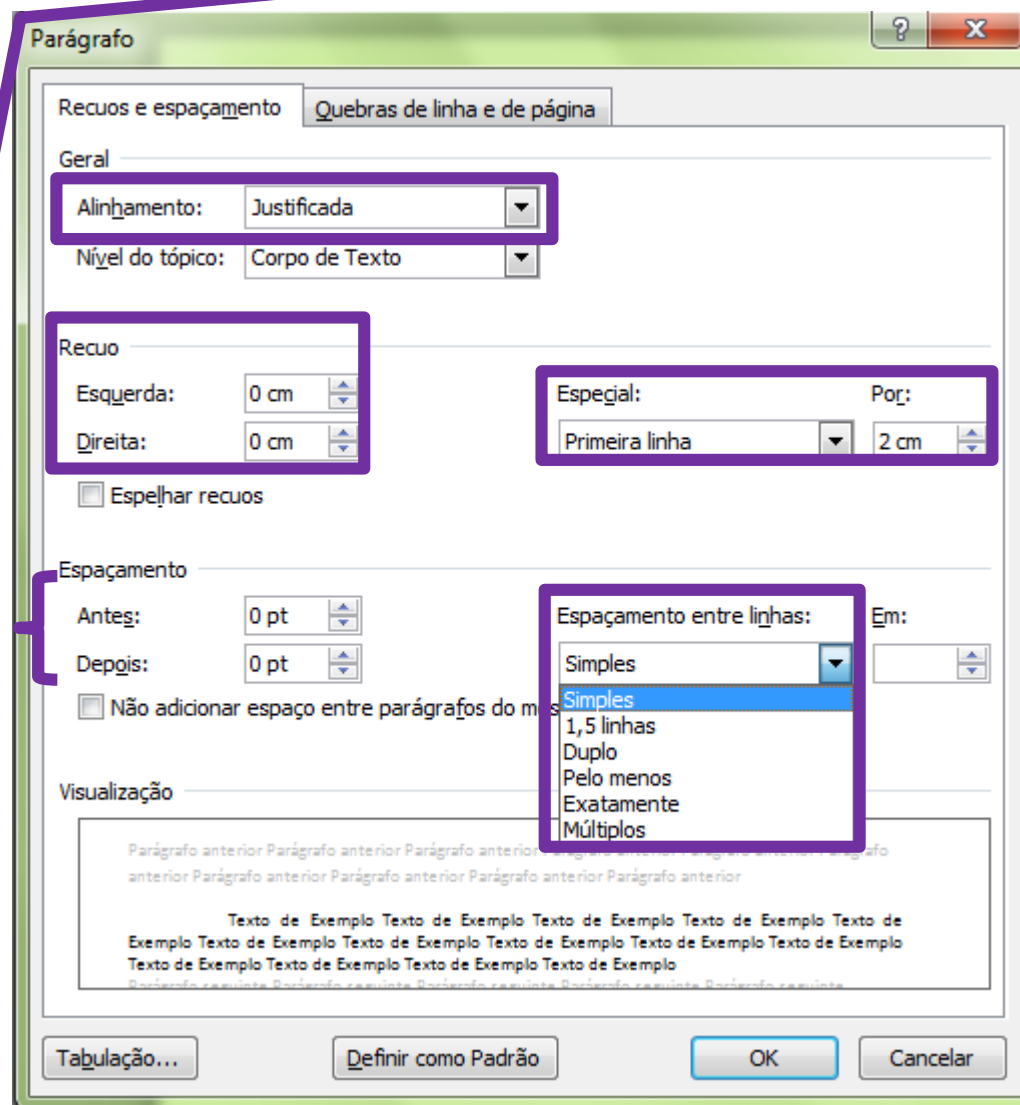 Parágrafo
Recuos e espaçamento Quebras de linha e de página
Geral
Alinhamento: Justificada
Nível do tópico: Corpo de Texto
Recuo
Esquerda: 0 cm Especial: Por:
Direita: 0 cm Primeira linha 2 cm
Espelhar recuos
Espaçamento
Antes: 0 pt Espaçamento entre linhas: Em:
Depois: 0 pt Simples
Não adicionar espaço entre parágrafos do Simples
1,5 linhas
Duplo
Pelo menos
Exatamente
Múltiplos
Visualização
Parágrafo anterior Parágrafo anterior Parágrafo anterior
anterior Parágrafo anterior Parágrafo anterior Parágrafo anterior Parágrafo anterior
Texto de Exemplo Texto de Exemplo Texto de Exemplo Texto de Exemplo Texto de
Exemplo Texto de Exemplo Texto de Exemplo Texto de Exemplo Texto de Exemplo Texto de Exemplo
Texto de Exemplo Texto de Exemplo Texto de Exemplo Texto de Exemplo
Tabulação... Definir como Padrão OK Cancelar